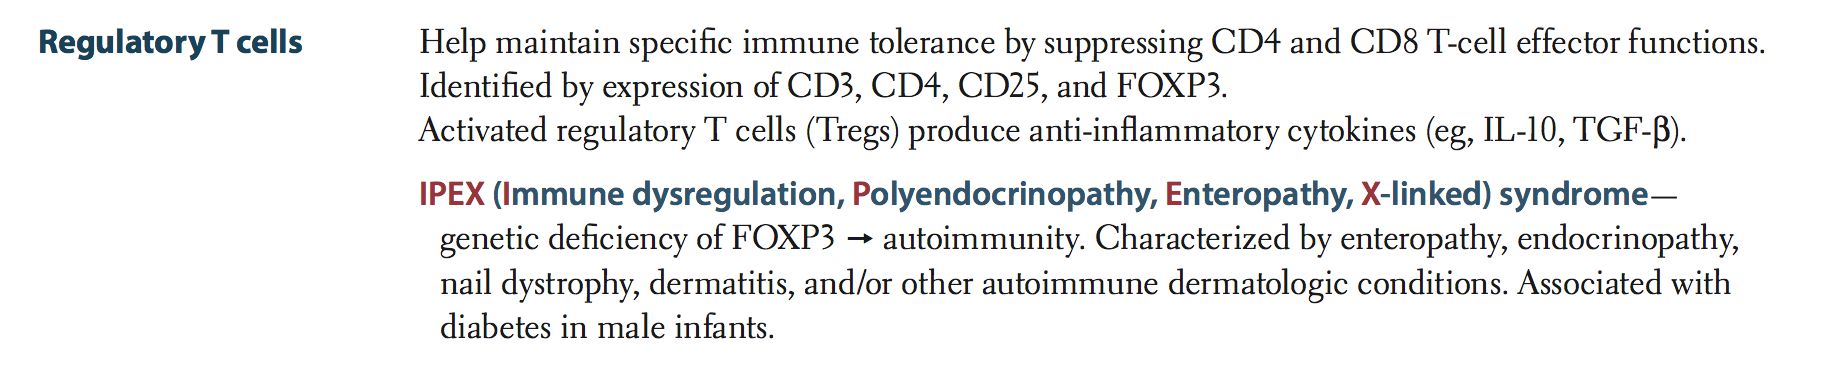 Regulatory T cells
Help maintain specific immune tolerance by suppressing CD4 and CD8 T-cell effector functions.
Identified by expression of CD3, CD4, CD25, and FOXP3.
Activated regulatory T cells (Tregs) produce anti-inflammatory cytokines (eg, IL-10, TGF-β).
IPEX (Immune dysregulation, Polyendocrinopathy, Enteropathy, X-linked) syndrome—
genetic deficiency of FOXP3 → autoimmunity. Characterized by enteropathy, endocrinopathy,
nail dystrophy, dermatitis, and/or other autoimmune dermatologic conditions. Associated with
diabetes in male infants.